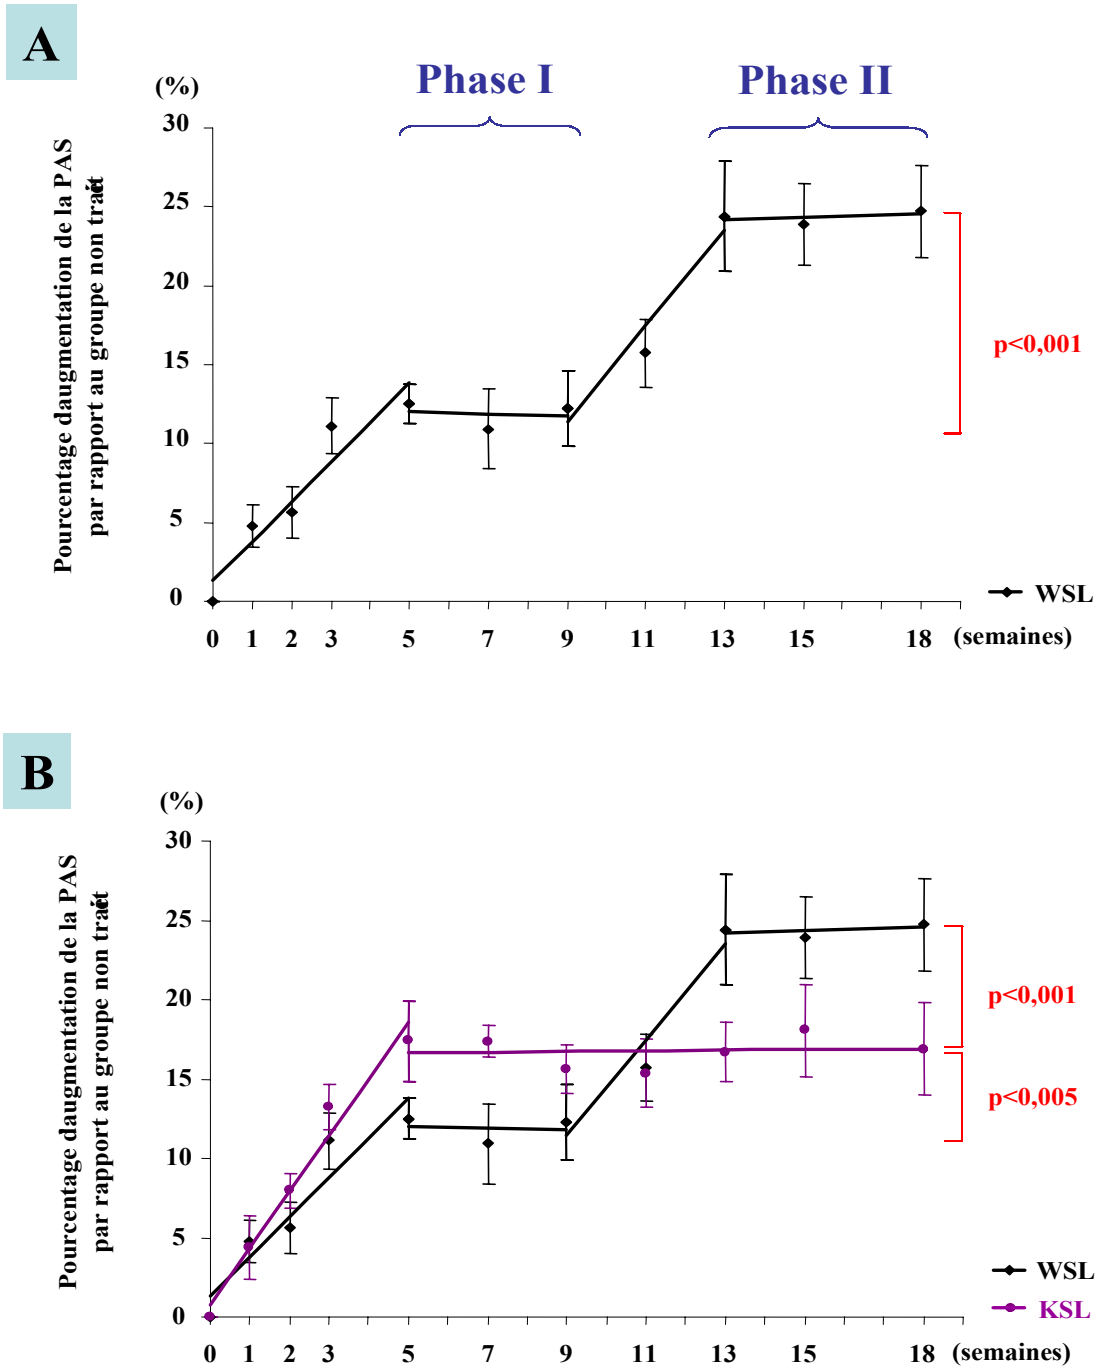 A
Phase I
Phase II
(%)
Pourcentage daugmentation de la PAS
par rapport au groupe non
30
25
20
15
10
5
0
p<0,001
WSL
0 1 2 3 5 7 9 11 13 15 18 (semaines)
B
(%)
Pourcentage daugmentation de la PAS
par rapport au groupe non
30
25
20
15
10
5
0
p<0,001
p<0,005
WSL
KSL
0 1 2 3 5 7 9 11 13 15 18 (semaines)